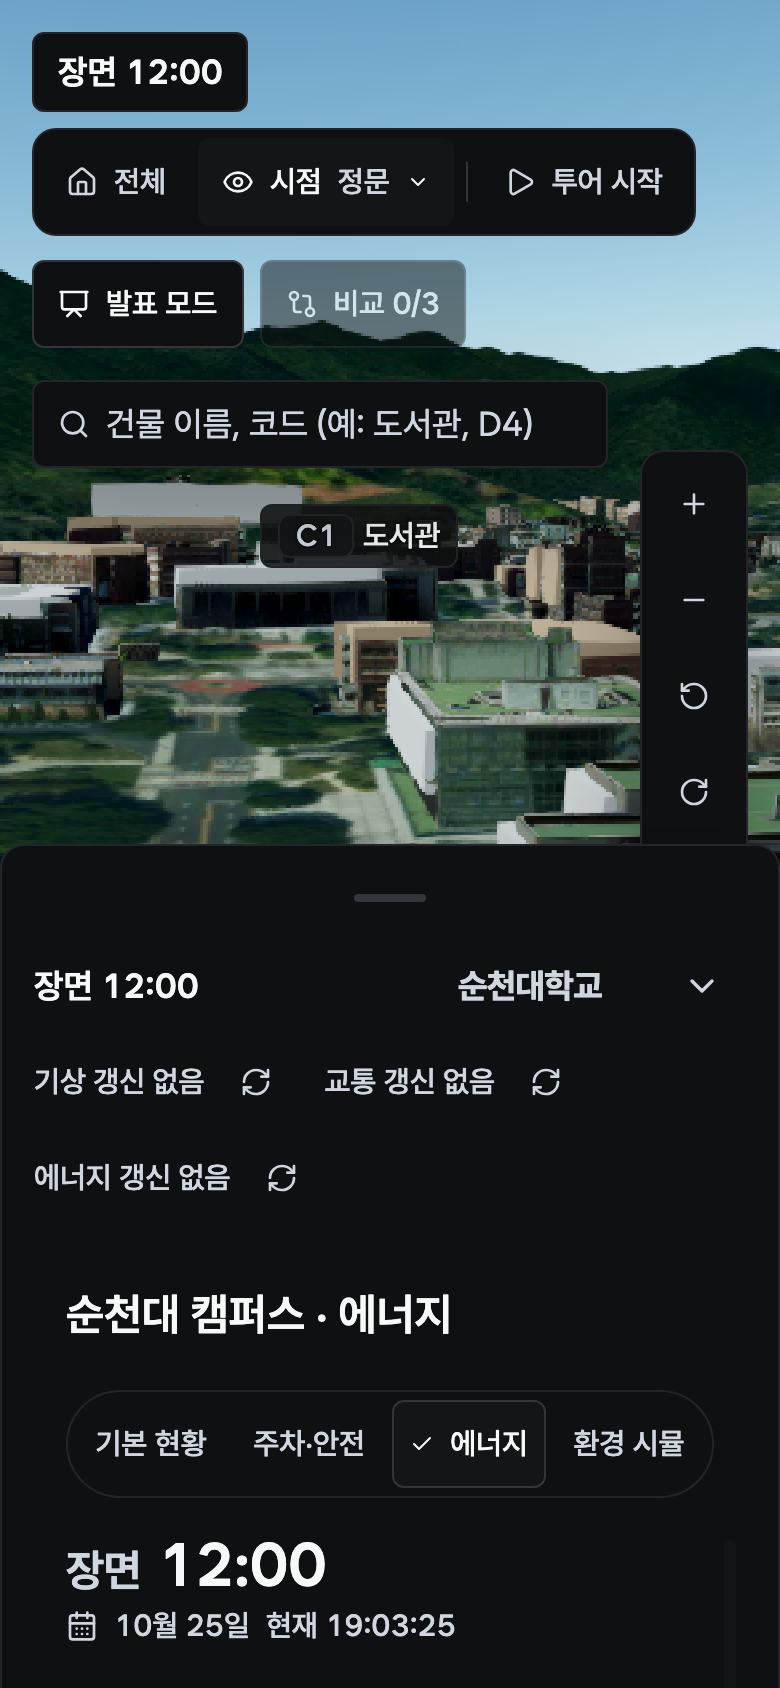 장면 12:00
전체 시점 정문 투어 시작
발표 모드 비교 0/3
건물 이름, 코드 (예: 도서관, D4)
C1 도서관
장면 12:00 순천대학교
기상 갱신 없음 교통 갱신 없음
에너지 갱신 없음
순천대 캠퍼스 · 에너지
기본 현황 주차·안전 에너지 환경 시뮬
장면 12:00
10월 25일 현재 19:03:25